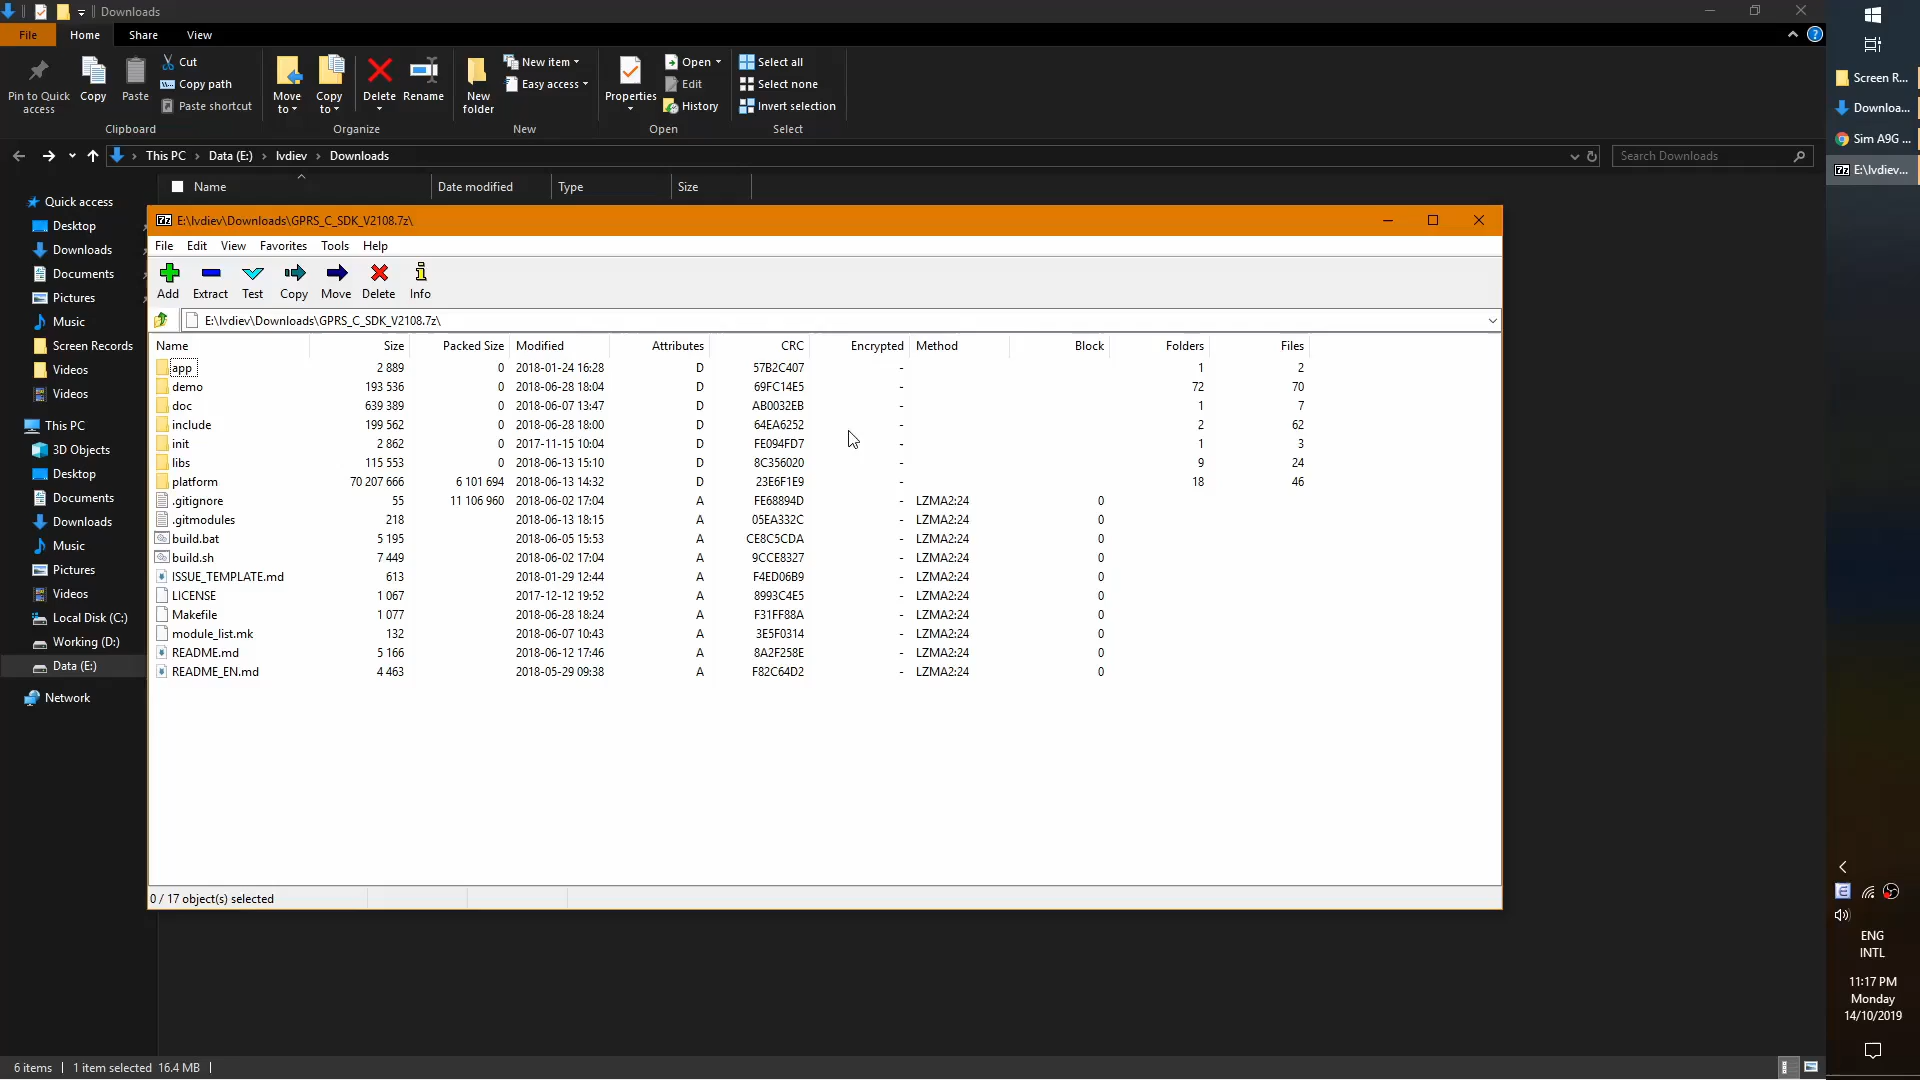 Downloads
File Home Share View
Pin to Quick access Copy Paste Cut Copy path Paste shortcut Move to Copy to Delete Rename New folder New item Easy access Properties Open Edit History Select all Select none Invert selection
Clipboard Organize New Open Select
This PC Data (E:) lvdiev Downloads Search Downloads
Name Date modified Type Size
Quick access
Desktop
Downloads
Documents
Pictures
Music
Screen Records
Videos
Videos
This PC
3D Objects
Desktop
Documents
Downloads
Music
Pictures
Videos
Local Disk (C:)
Working (D:)
Data (E:)
Network
7z E:\lvdiev\Downloads\GPRS_C_SDK_V2108.7z\
File Edit View Favorites Tools Help
Add Extract Test Copy Move Delete Info
E:\lvdiev\Downloads\GPRS_C_SDK_V2108.7z\
Name Size Packed Size Modified Attributes CRC Encrypted Method Block Folders Files
app 2 889 0 2018-01-24 16:28 D 57B2C407 - 1 2
demo 193 536 0 2018-06-28 18:04 D 69FC14E5 - 72 70
doc 639 389 0 2018-06-07 13:47 D AB0032EB - 1 7
include 199 562 0 2018-06-28 18:00 D 64EA6252 - 2 62
init 2 862 0 2017-11-15 10:04 D FE094FD7 - 1 3
libs 115 553 0 2018-06-13 15:10 D 8C356020 - 9 24
platform 70 207 666 6 101 694 2018-06-13 14:32 D 23E6F1E9 - 18 46
.gitignore 55 11 106 960 2018-06-02 17:04 A FE68894D - LZMA2:24 0
.gitmodules 218 2018-06-13 18:15 A 05EA332C - LZMA2:24 0
build.bat 5 195 2018-06-05 15:53 A CE8C5CDA - LZMA2:24 0
build.sh 7 449 2018-06-02 17:04 A 9CCE8327 - LZMA2:24 0
ISSUE_TEMPLATE.md 613 2018-01-29 12:44 A F4ED06B9 - LZMA2:24 0
LICENSE 1 067 2017-12-12 19:52 A 8993C4E5 - LZMA2:24 0
Makefile 1 077 2018-06-28 18:24 A F31FF88A - LZMA2:24 0
module_list.mk 132 2018-06-07 10:43 A 3E5F0314 - LZMA2:24 0
README.md 5 166 2018-06-12 17:46 A 8A2F258E - LZMA2:24 0
README_EN.md 4 463 2018-05-29 09:38 A F82C64D2 - LZMA2:24 0
0 / 17 object(s) selected
6 items 1 item selected 16.4 MB
Screen R...
Downloa...
Sim A9G ...
7z E:\lvdiev...
ENG
INTL
11:17 PM
Monday
14/10/2019